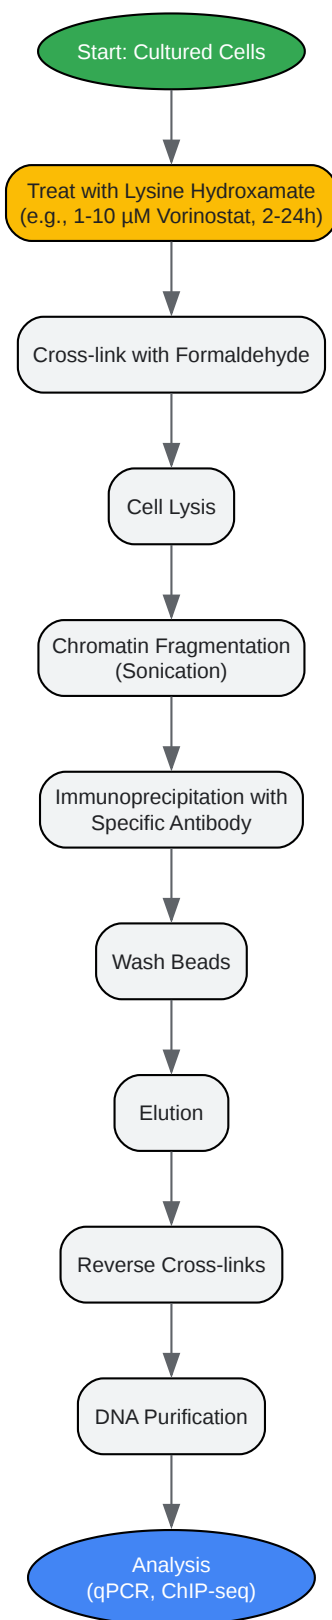 Start: Cultured Cells
Treat with Lysine Hydroxamate
(e.g., 1-10 µM Vorinostat, 2-24h)
Cross-link with Formaldehyde
Cell Lysis
Chromatin Fragmentation
(Sonication)
Immunoprecipitation with
Specific Antibody
Wash Beads
Elution
Reverse Cross-links
DNA Purification
Analysis
(qPCR, ChIP-seq)